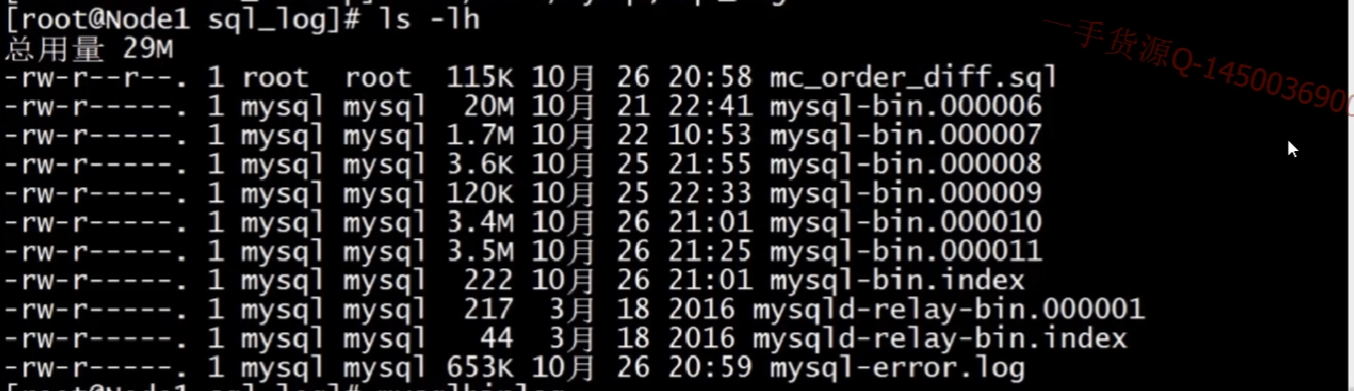 [root@Node1 sql_log]# ls -lh
总用量 29M
-rw-r--r--. 1 root  root  115K 10月 26 20:58 mc_order_diff.sql
-rw-r-----. 1 mysql mysql  20M 10月 21 22:41 mysql-bin.000006
-rw-r-----. 1 mysql mysql 1.7M 10月 22 10:53 mysql-bin.000007
-rw-r-----. 1 mysql mysql 3.6K 10月 25 21:55 mysql-bin.000008
-rw-r-----. 1 mysql mysql 120K 10月 25 22:33 mysql-bin.000009
-rw-r-----. 1 mysql mysql 3.4M 10月 26 21:01 mysql-bin.000010
-rw-r-----. 1 mysql mysql 3.5M 10月 26 21:25 mysql-bin.000011
-rw-r-----. 1 mysql mysql  222 10月 26 21:01 mysql-bin.index
-rw-r-----. 1 mysql mysql  217  3月 18 2016 mysqld-relay-bin.000001
-rw-r-----. 1 mysql mysql   44  3月 18 2016 mysqld-relay-bin.index
-rw-r-----. 1 mysql mysql 653K 10月 26 20:59 mysql-error.log
[root@Node1 sql_log]# mysqlbinlog
一手货源Q-1450036900